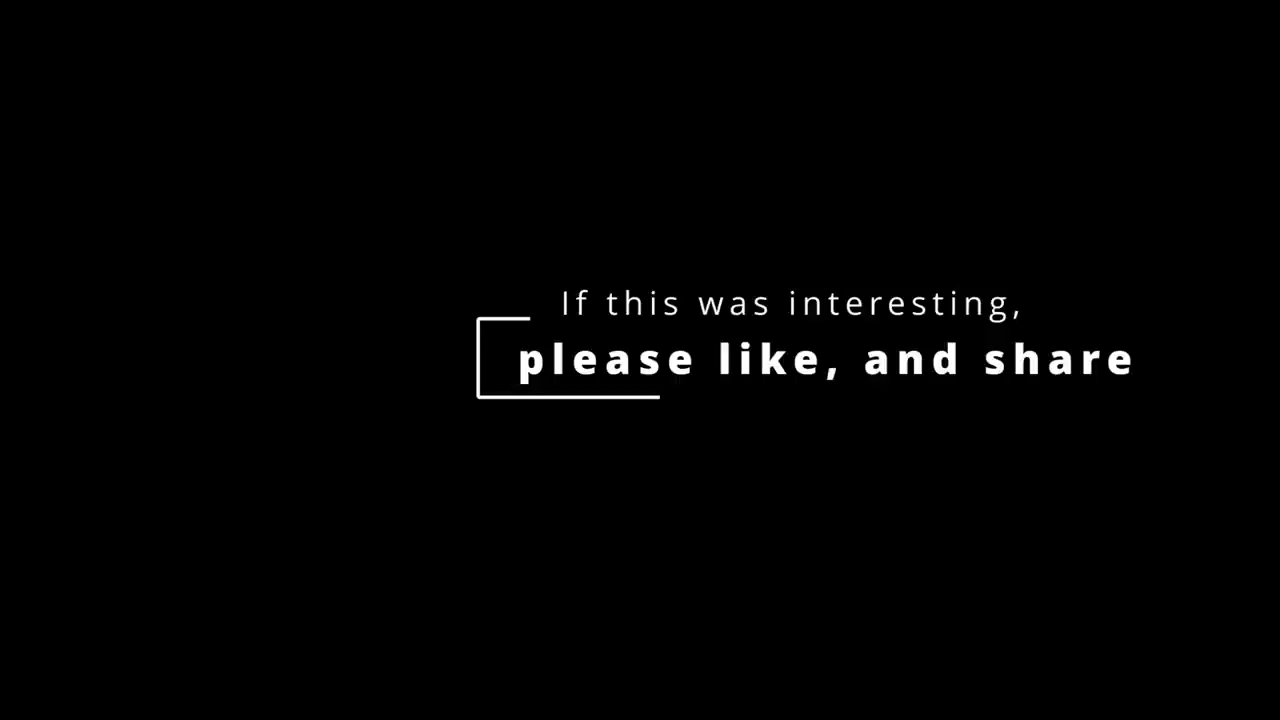 If this was interesting,
please like, and share